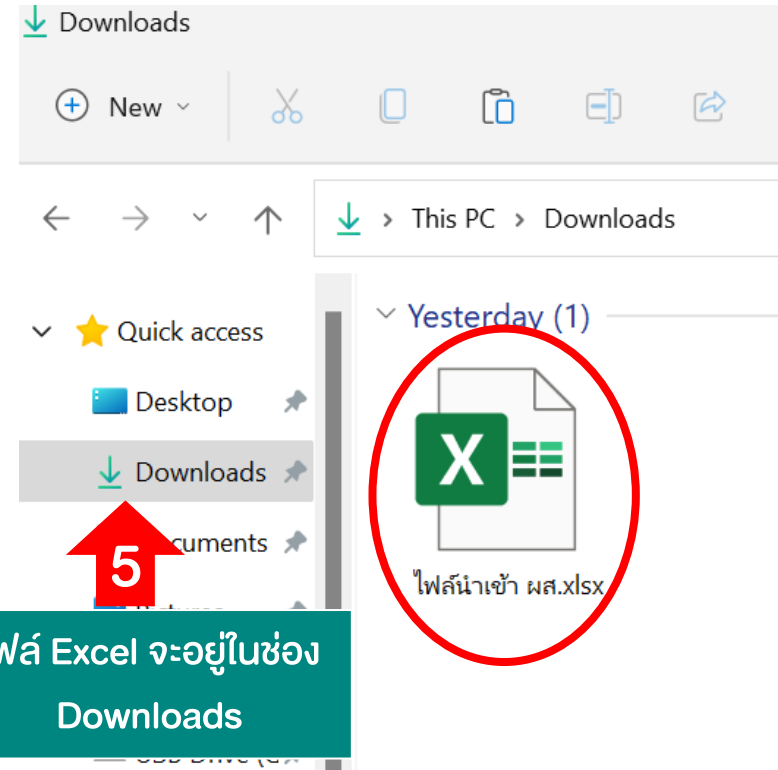 Downloads
New
This PC > Downloads
Quick access
Yesterday (1)
Desktop
Downloads
cuments
5
ไฟล์นำเข้า ผส.xlsx
ฟล์ Excel จะอยู่ในช่อง
Downloads